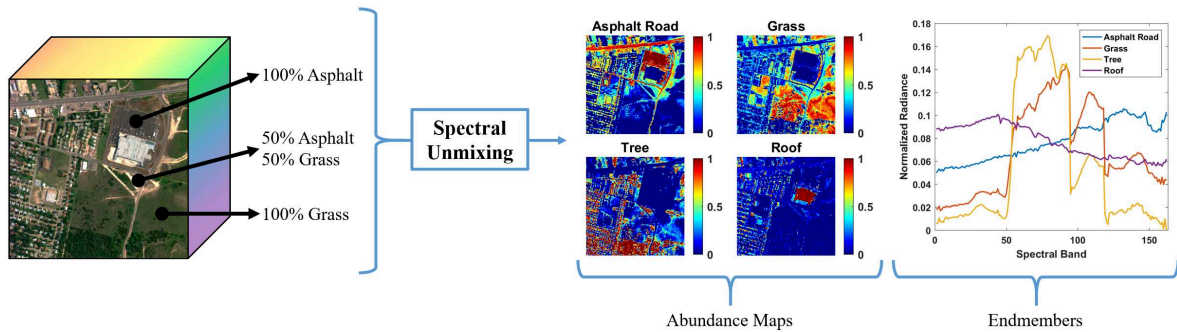 100% Asphalt
50% Asphalt
50% Grass
100% Grass
Spectral
Unmixing
Asphalt Road
1
0.5
0
Grass
1
0.5
0
Tree
1
0.5
0
Roof
1
0.5
0
Abundance Maps
Normalized Radiance
0.18
0.16
0.14
0.12
0.1
0.08
0.06
0.04
0.02
0
0
50
100
150
Spectral Band
Asphalt Road
Grass
Tree
Roof
Endmembers